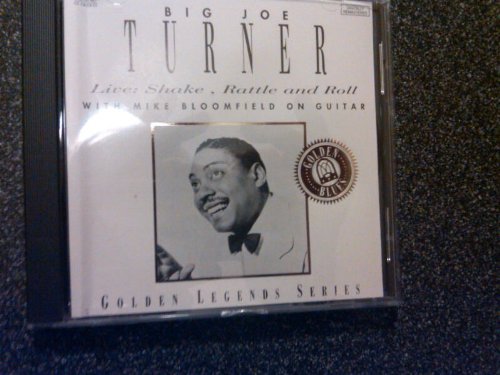 BIG JOE
TURNER
Live: Shake, Rattle and Roll
WITH MIKE BLOOMFIELD ON GUITAR
GOLDEN
BLUES
GOLDEN LEGENDS SERIES